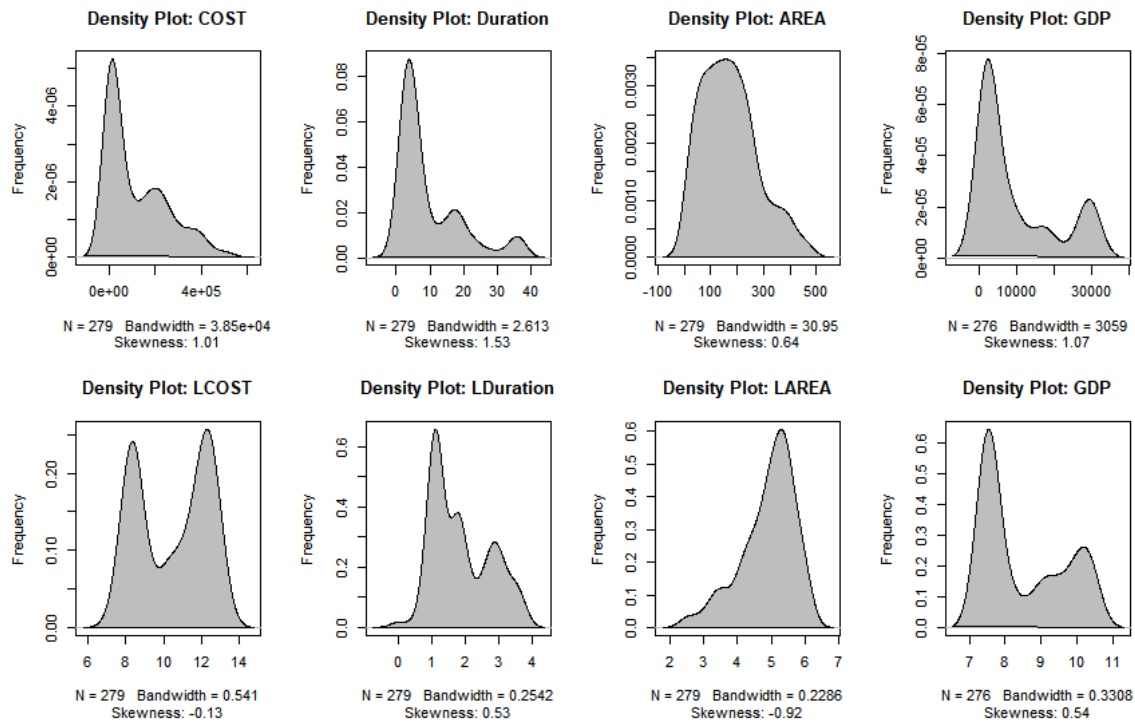 Density Plot: COST
Frequency
0e+00 2e-06 4e-06
0e+00 4e+05
N = 279 Bandwidth = 3.85e+04
Skewness: 1.01
Density Plot: Duration
Frequency
0.00 0.02 0.04 0.06 0.08
0 10 20 30 40
N = 279 Bandwidth = 2.613
Skewness: 1.53
Density Plot: AREA
Frequency
0.0000 0.0010 0.0020 0.0030
-100 100 300 500
N = 279 Bandwidth = 30.95
Skewness: 0.64
Density Plot: GDP
Frequency
0e+00 2e-05 4e-05 6e-05 8e-05
0 10000 30000
N = 276 Bandwidth = 3059
Skewness: 1.07
Density Plot: LCOST
Frequency
0.00 0.10 0.20
6 8 10 12 14
N = 279 Bandwidth = 0.541
Skewness: -0.13
Density Plot: LDuration
Frequency
0.0 0.2 0.4 0.6
0 1 2 3 4
N = 279 Bandwidth = 0.2542
Skewness: 0.53
Density Plot: LAREA
Frequency
0.0 0.1 0.2 0.3 0.4 0.5 0.6
2 3 4 5 6 7
N = 279 Bandwidth = 0.2286
Skewness: -0.92
Density Plot: GDP
Frequency
0.0 0.1 0.2 0.3 0.4 0.5 0.6
7 8 9 10 11
N = 276 Bandwidth = 0.3308
Skewness: 0.54